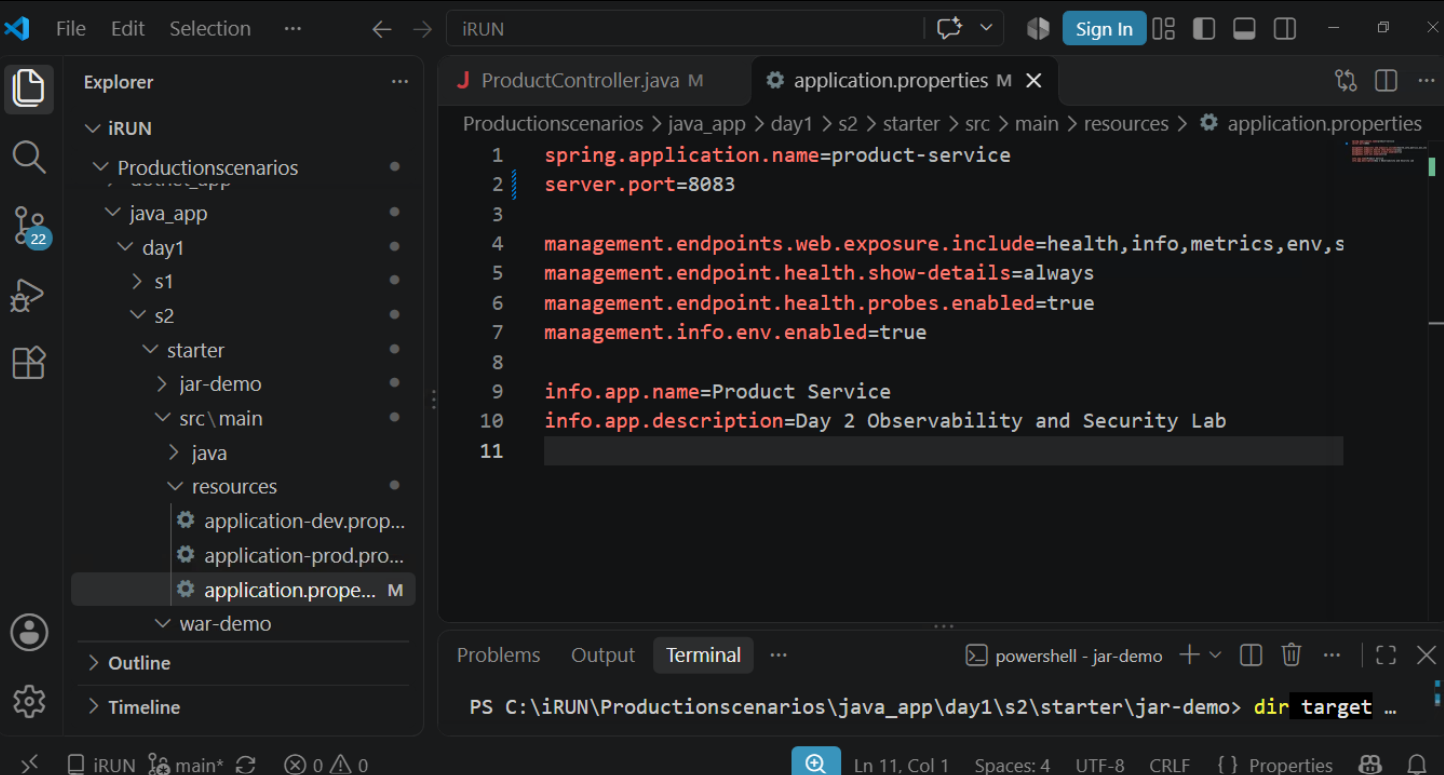 File Edit Selection ··· iRUN Sign In
Explorer ···
iRUN
Productionscenarios
java_app
day1
s1
s2
starter
jar-demo
src\main
java
resources
application-dev.prop...
application-prod.pro...
application.prope... M
war-demo
Outline
Timeline
22
ProductController.java M
application.properties M
Productionscenarios > java_app > day1 > s2 > starter > src > main > resources > application.properties
1 spring.application.name=product-service
2 server.port=8083
3
4 management.endpoints.web.exposure.include=health,info,metrics,env,s
5 management.endpoint.health.show-details=always
6 management.endpoint.health.probes.enabled=true
7 management.info.env.enabled=true
8
9 info.app.name=Product Service
10 info.app.description=Day 2 Observability and Security Lab
11
Problems Output Terminal ··· powershell - jar-demo
PS C:\iRUN\Productionscenarios\java_app\day1\s2\starter\jar-demo> dir target …
iRUN main* 0 0 Ln 11, Col 1 Spaces: 4 UTF-8 CRLF {} Properties